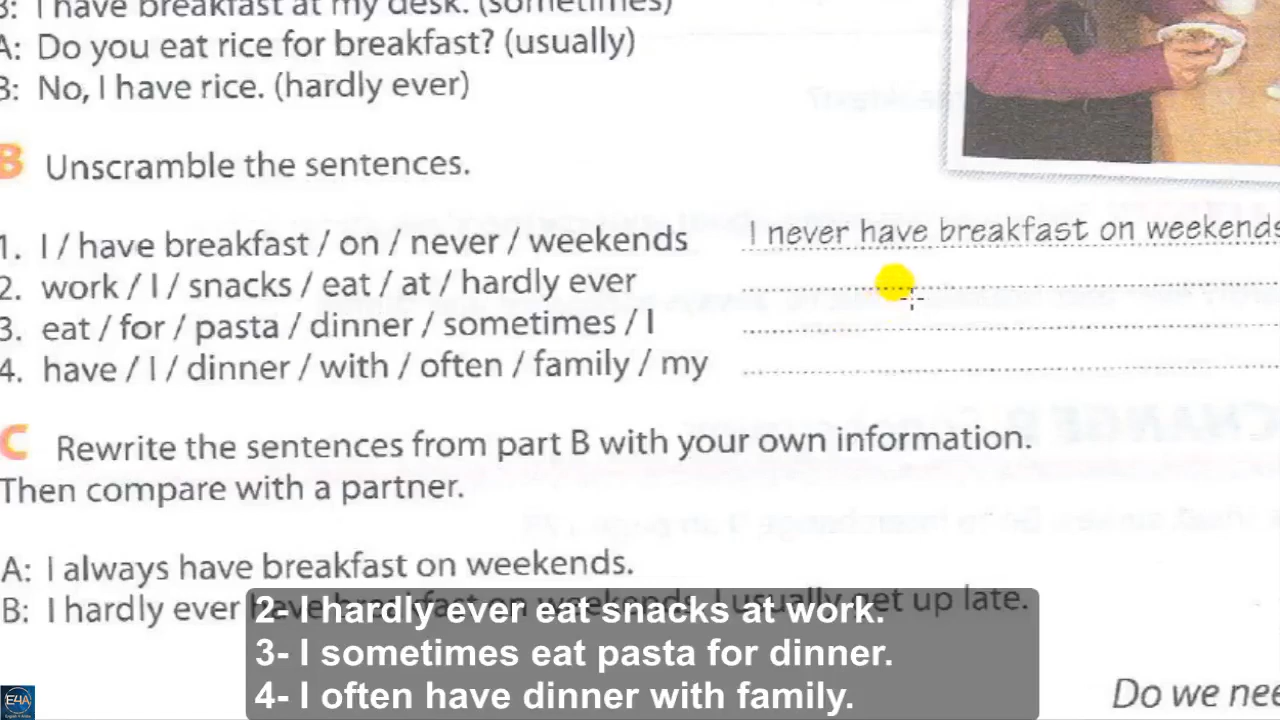 B: I have breakfast at my desk. (sometimes)
A: Do you eat rice for breakfast? (usually)
B: No, I have rice. (hardly ever)
B Unscramble the sentences.
1. I / have breakfast / on / never / weekends I never have breakfast on weekends
2. work / I / snacks / eat / at / hardly ever
3. eat / for / pasta / dinner / sometimes / I
4. have / I / dinner / with / often / family / my
C Rewrite the sentences from part B with your own information.
Then compare with a partner.
A: I always have breakfast on weekends.
B: I hardly ever have breakfast on weekends. I usually get up late.
2- I hardly ever eat snacks at work.
3- I sometimes eat pasta for dinner.
4- I often have dinner with family.
Do we nee
E4A